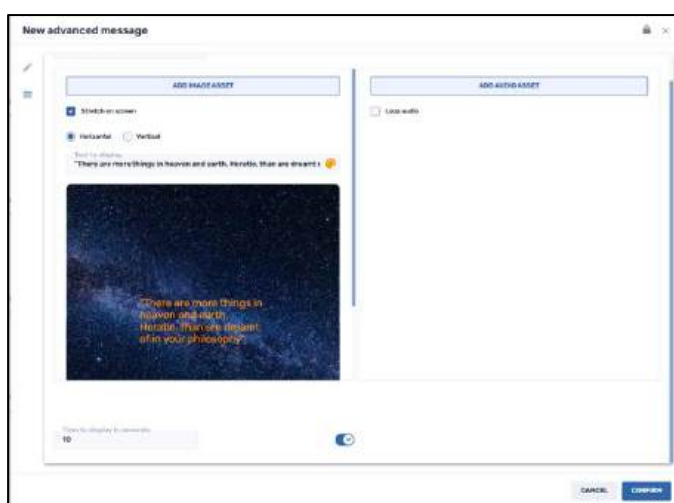 New advanced message
ADD IMAGE ASSET
ADD AUDIO ASSET
Stretch on screen
Loop audio
Horizontal
Vertical
Text to display
"There are more things in heaven and earth, Horatio, than are dreamt
"There are more things in
heaven and earth,
Horatio, than are dreamt
of in your philosophy"
Time to display in seconds
10
CANCEL
CONFIRM